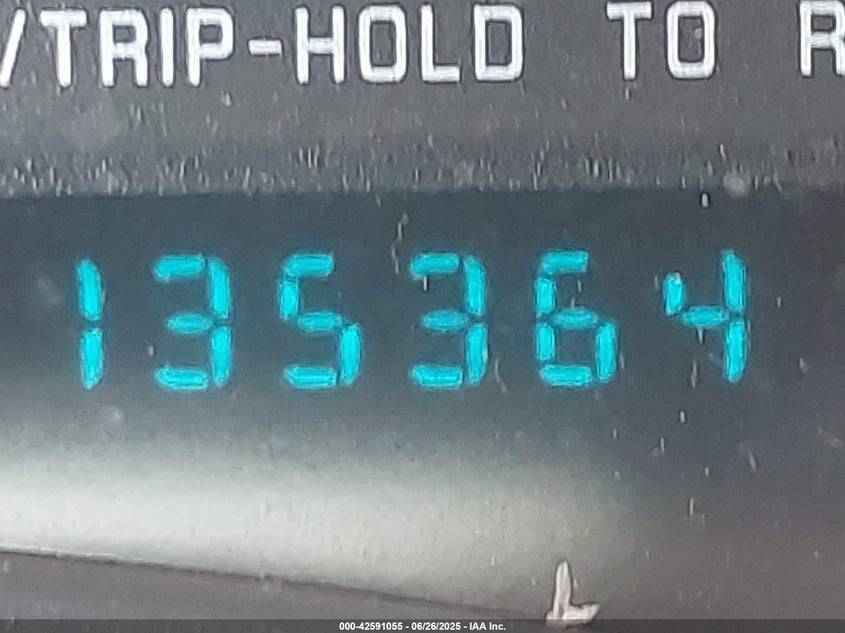 /TRIP-HOLD TO R
135364
L
000-42591055 - 06/26/2025 - IAA Inc.